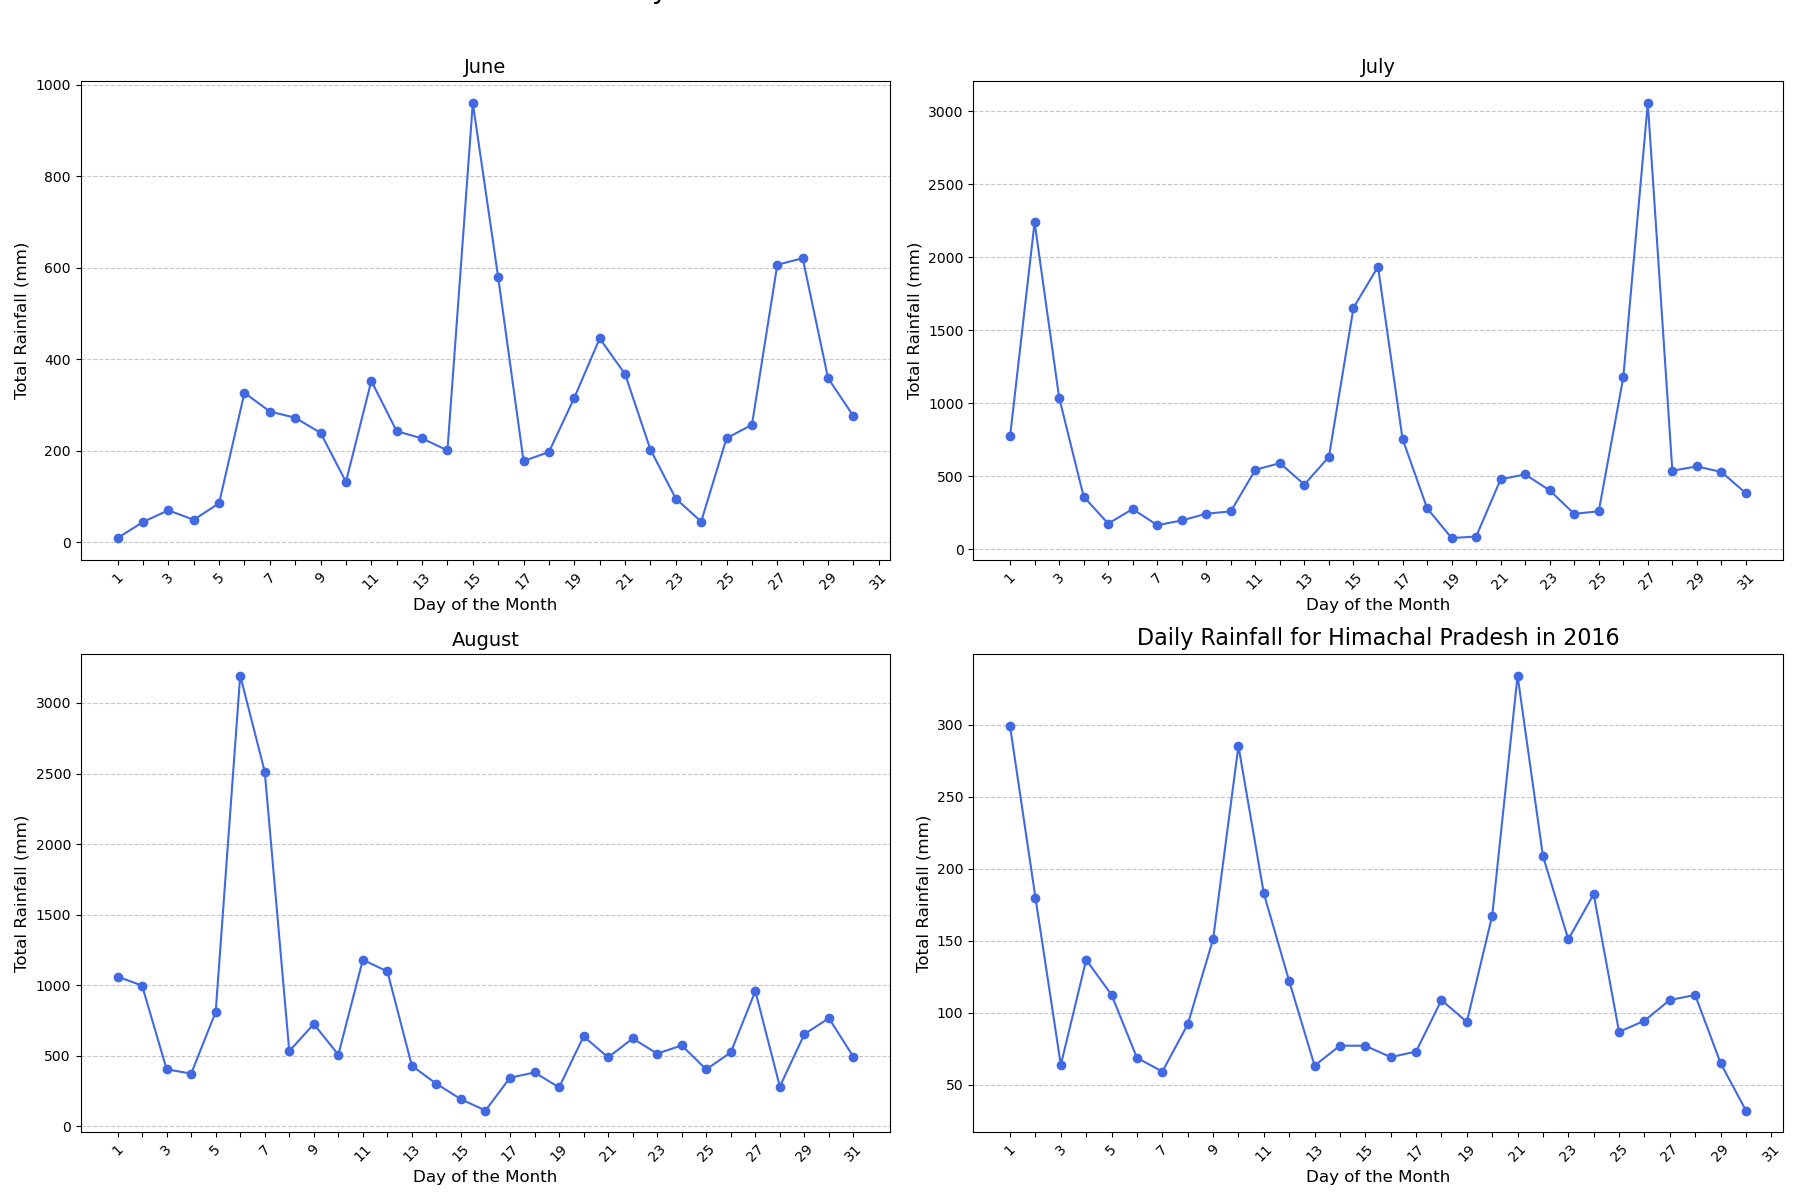 June
Total Rainfall (mm)
1000
800
600
400
200
0
1 3 5 7 9 11 13 15 17 19 21 23 25 27 29 31
Day of the Month
July
Total Rainfall (mm)
3000
2500
2000
1500
1000
500
0
1 3 5 7 9 11 13 15 17 19 21 23 25 27 29 31
Day of the Month
August
Total Rainfall (mm)
3000
2500
2000
1500
1000
500
0
1 3 5 7 9 11 13 15 17 19 21 23 25 27 29 31
Day of the Month
Daily Rainfall for Himachal Pradesh in 2016
Total Rainfall (mm)
300
250
200
150
100
50
1 3 5 7 9 11 13 15 17 19 21 23 25 27 29 31
Day of the Month